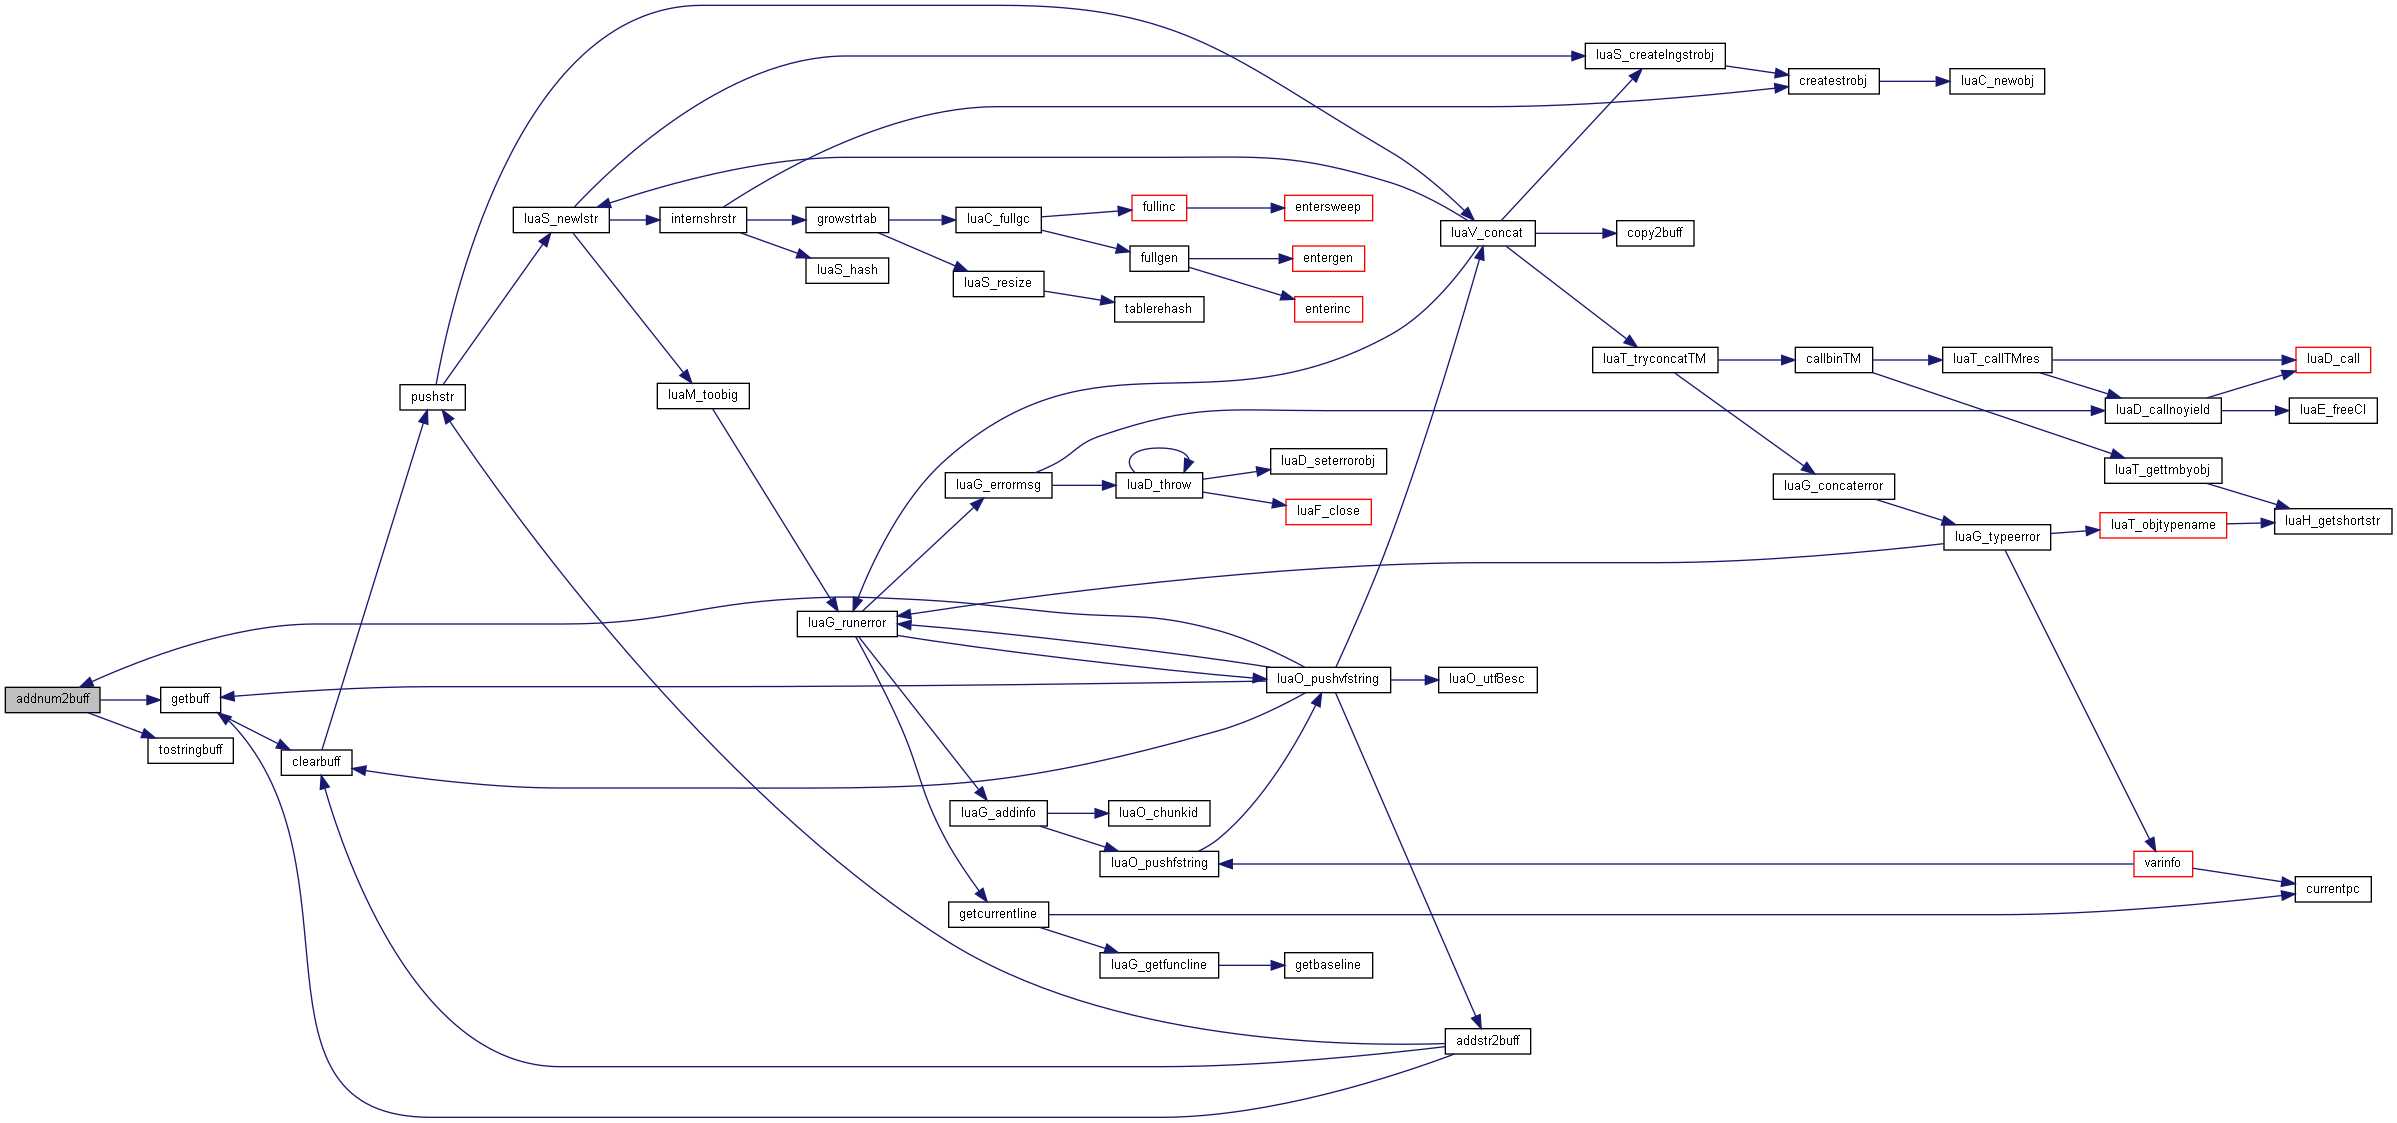 luaS_createlngstrobj
createstrobj
luaC_newobj
fullinc
entersweep
luaS_newlstr
internshrstr
growstrtab
luaC_fullgc
luaV_concat
copy2buff
fullgen
entergen
luaS_hash
luaS_resize
tablerehash
enterinc
luaT_tryconcatTM
callbinTM
luaT_callTMres
luaD_call
pushstr
luaM_toobig
luaD_callnoyield
luaE_freeCI
luaD_seterrorobj
luaT_gettmbyobj
luaG_errormsg
luaD_throw
luaG_concaterror
luaF_close
luaT_objtypename
luaH_getshortstr
luaG_typeerror
luaG_runerror
luaO_pushvfstring
luaO_utf8esc
addnum2buff
getbuff
tostringbuff
clearbuff
luaG_addinfo
luaO_chunkid
luaO_pushfstring
varinfo
currentpc
getcurrentline
luaG_getfuncline
getbaseline
addstr2buff